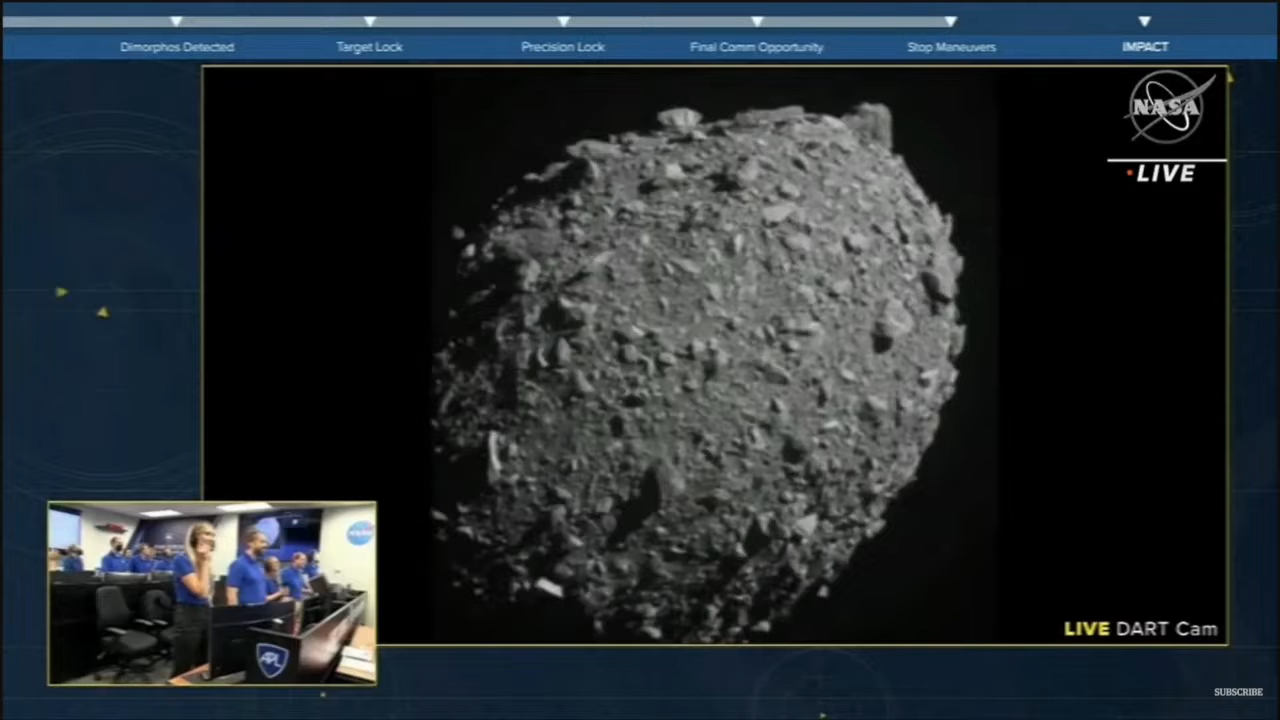 Dimorphos Detected
Target Lock
Precision Lock
Final Comm Opportunity
Stop Maneuvers
IMPACT
NASA
LIVE
NASA
APL
LIVE DART Cam
SUBSCRIBE